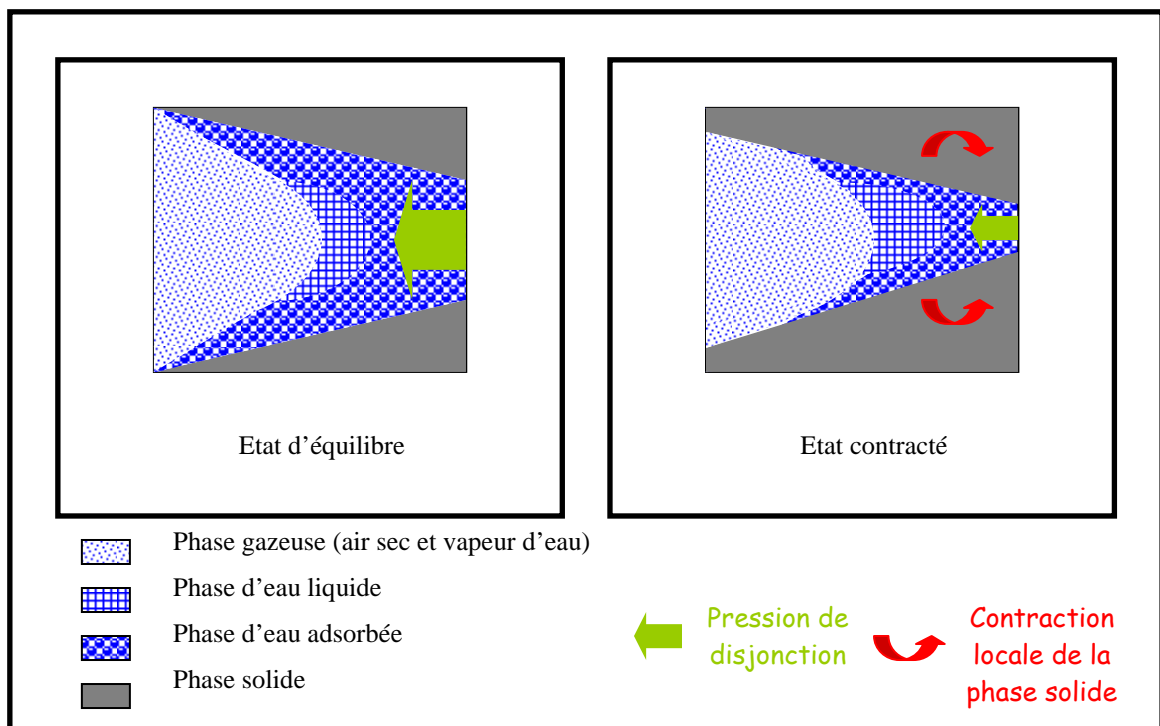 Etat d’équilibre
Etat contracté
Phase gazeuse (air sec et vapeur d’eau)
Phase d’eau liquide
Phase d’eau adsorbée
Phase solide
Pression de
disjonction
Contraction
locale de la
phase solide